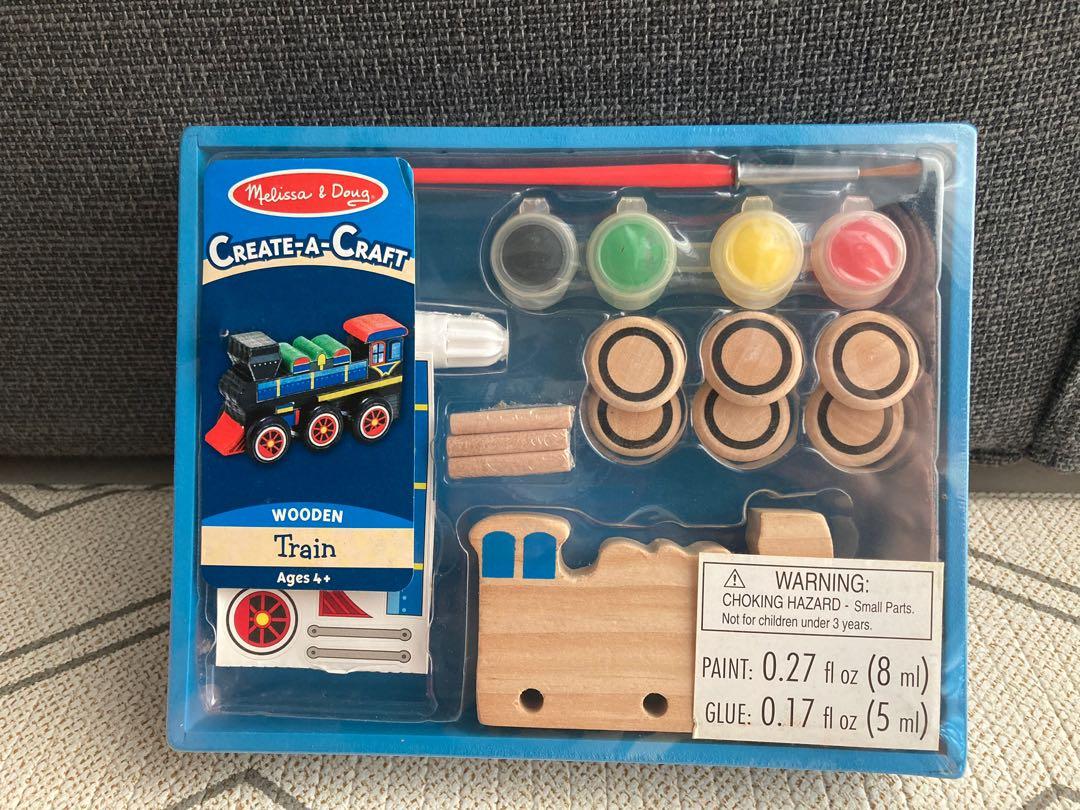 Melissa & Doug
CREATE-A-CRAFT
WOODEN
Train
Ages 4+
WARNING:
CHOKING HAZARD - Small Parts.
Not for children under 3 years.
PAINT: 0.27 fl oz (8 ml)
GLUE: 0.17 fl oz (5 ml)